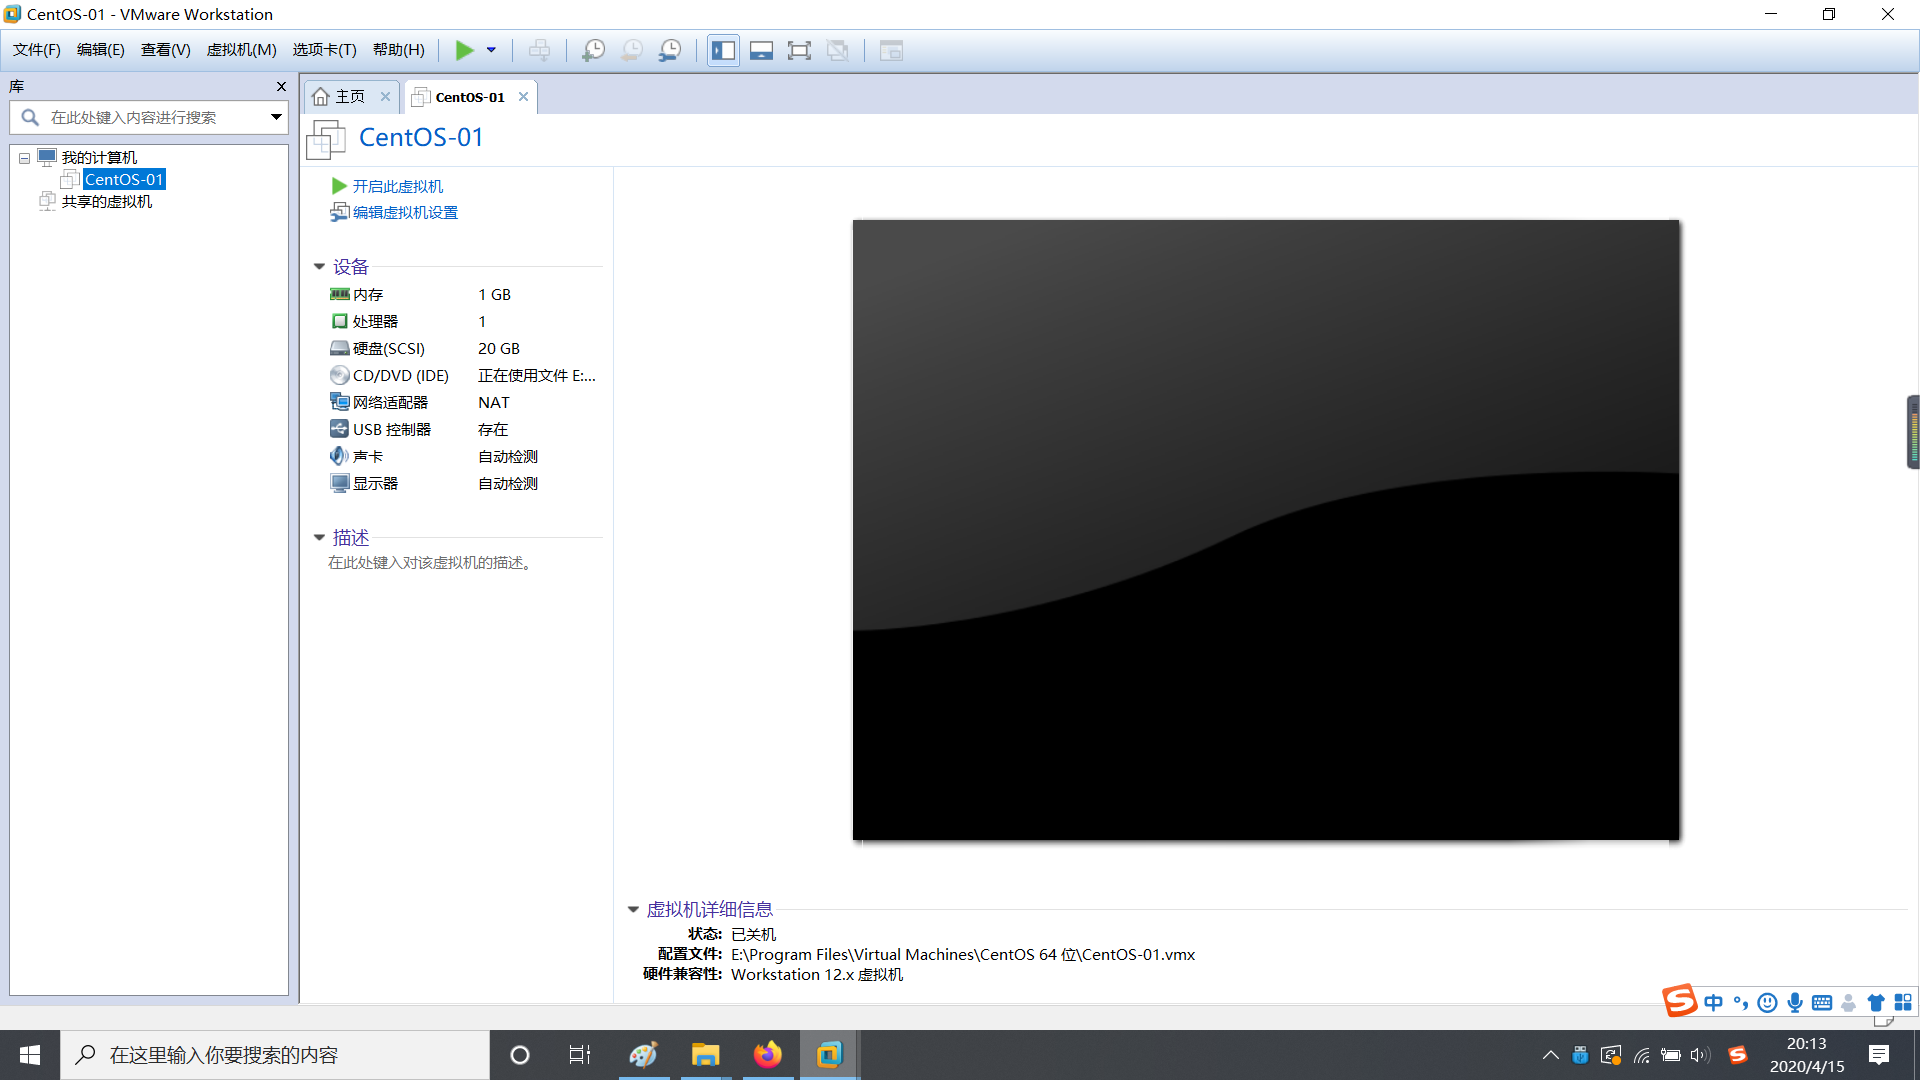 CentOS-01 - VMware Workstation
文件(F) 编辑(E) 查看(V) 虚拟机(M) 选项卡(T) 帮助(H)
库
在此处键入内容进行搜索
我的计算机
CentOS-01
共享的虚拟机
主页
CentOS-01
CentOS-01
开启此虚拟机
编辑虚拟机设置
设备
内存 1 GB
处理器 1
硬盘(SCSI) 20 GB
CD/DVD (IDE) 正在使用文件 E:...
网络适配器 NAT
USB 控制器 存在
声卡 自动检测
显示器 自动检测
描述
在此处键入对该虚拟机的描述。
虚拟机详细信息
状态: 已关机
配置文件: E:\Program Files\Virtual Machines\CentOS 64 位\CentOS-01.vmx
硬件兼容性: Workstation 12.x 虚拟机
中
在这里输入你要搜索的内容
20:13
2020/4/15